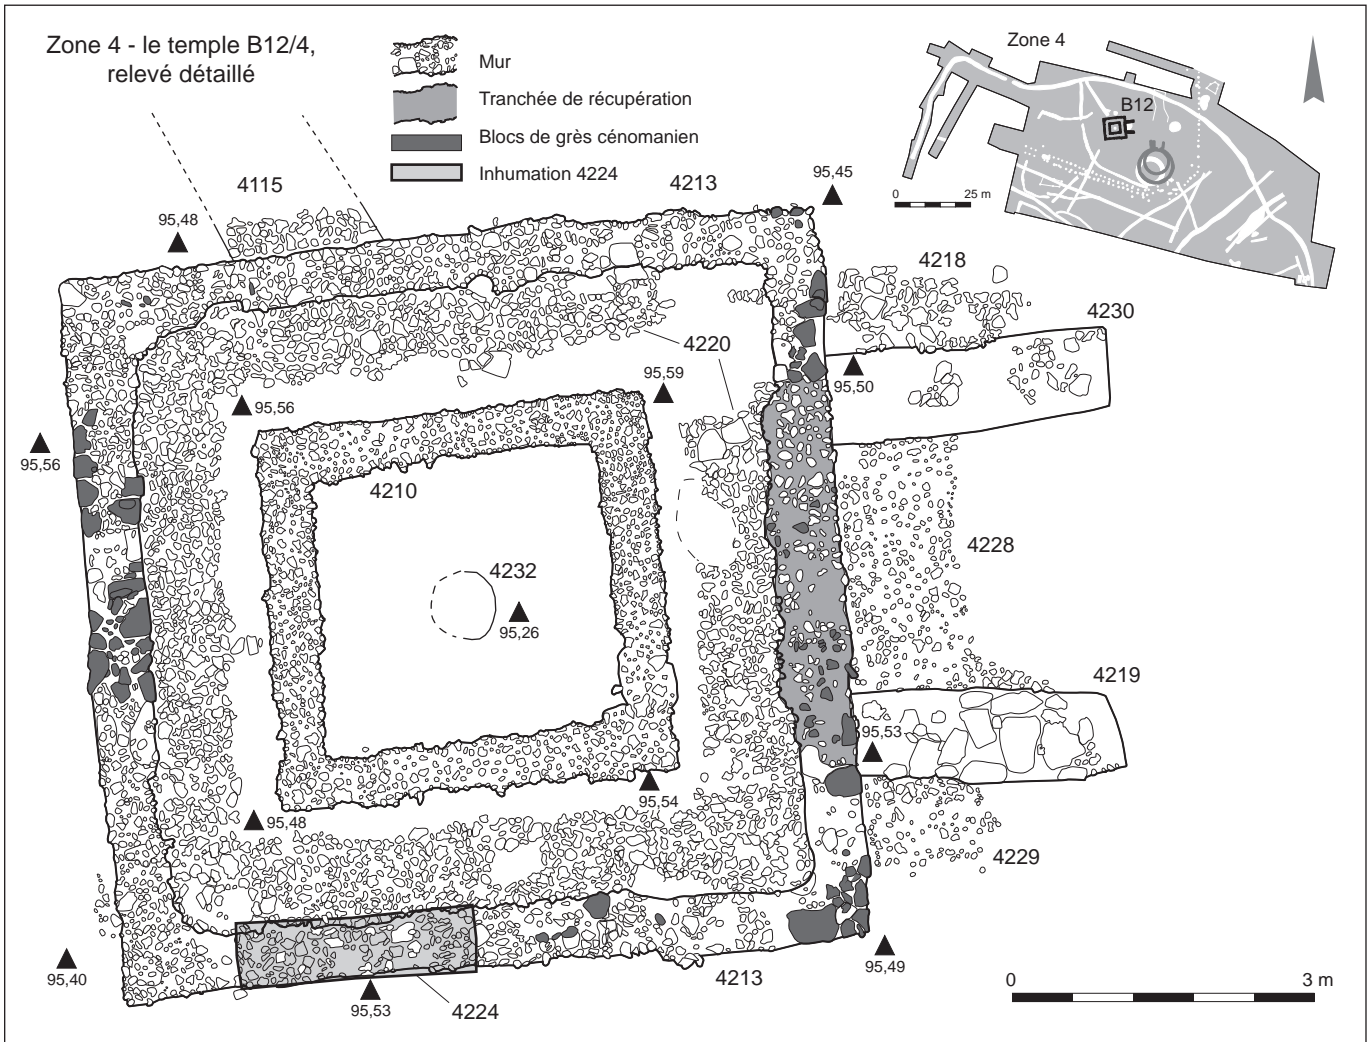 Zone 4 - le temple B12/4,
relevé détaillé
Mur
Tranchée de récupération
Blocs de grès cénomanien
Inhumation 4224
Zone 4
B12
0 25 m
4115
4213
95,45
95,48
4218
4230
4220
95,59
95,50
95,56
95,56
4210
4228
4232
95,26
4219
95,53
95,54
95,48
4229
95,40
4213
95,49
4224
95,53
0 3 m